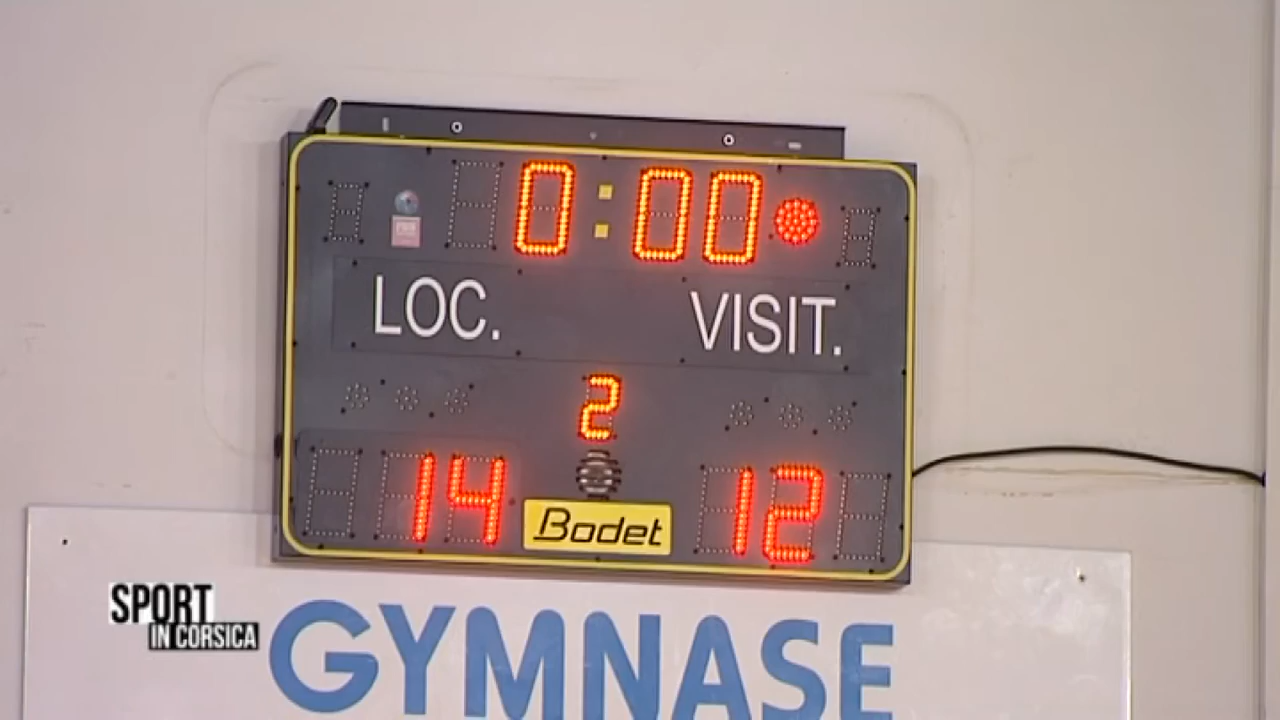 0:00
LOC. VISIT.
2
14 12
Bodet
SPORT
IN CORSICA
GYMNASE